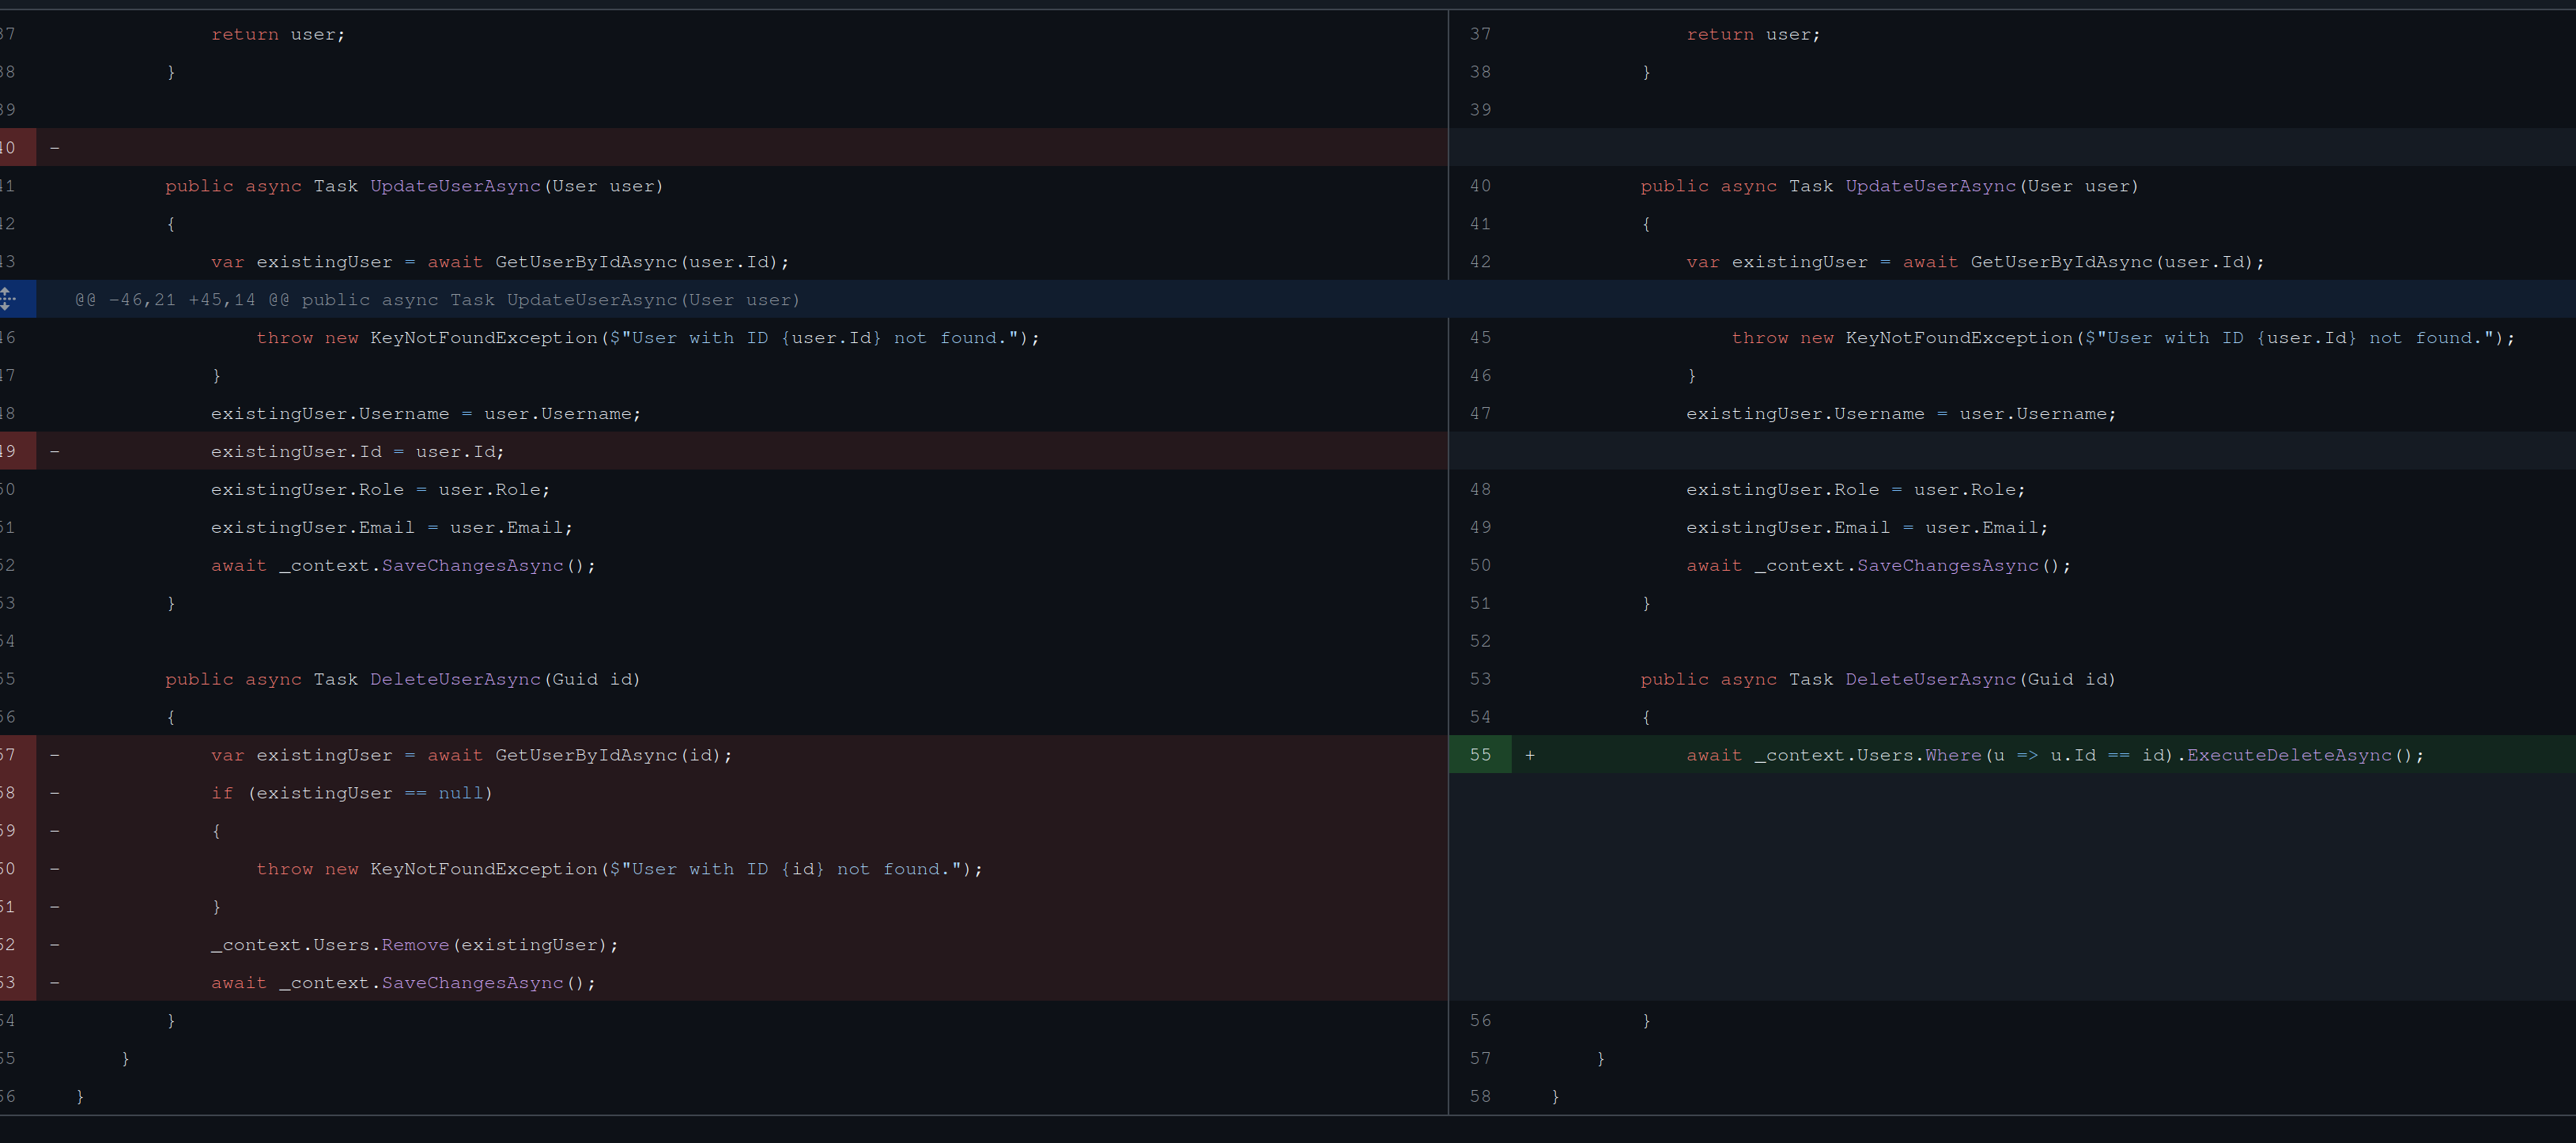 37 return user;
38 }
39
40 -
41 public async Task UpdateUserAsync(User user)
42 {
43 var existingUser = await GetUserByIdAsync(user.Id);
@@ -46,21 +45,14 @@ public async Task UpdateUserAsync(User user)
46 throw new KeyNotFoundException($"User with ID {user.Id} not found.");
47 }
48 existingUser.Username = user.Username;
49 - existingUser.Id = user.Id;
50 existingUser.Role = user.Role;
51 existingUser.Email = user.Email;
52 await _context.SaveChangesAsync();
53 }
54
55 public async Task DeleteUserAsync(Guid id)
56 {
57 - var existingUser = await GetUserByIdAsync(id);
58 - if (existingUser == null)
59 - {
60 - throw new KeyNotFoundException($"User with ID {id} not found.");
61 - }
62 - _context.Users.Remove(existingUser);
63 - await _context.SaveChangesAsync();
64 }
65 }
66 }
37 return user;
38 }
39
40 public async Task UpdateUserAsync(User user)
41 {
42 var existingUser = await GetUserByIdAsync(user.Id);
45 throw new KeyNotFoundException($"User with ID {user.Id} not found.");
46 }
47 existingUser.Username = user.Username;
48 existingUser.Role = user.Role;
49 existingUser.Email = user.Email;
50 await _context.SaveChangesAsync();
51 }
52
53 public async Task DeleteUserAsync(Guid id)
54 {
55 + await _context.Users.Where(u => u.Id == id).ExecuteDeleteAsync();
56 }
57 }
58 }